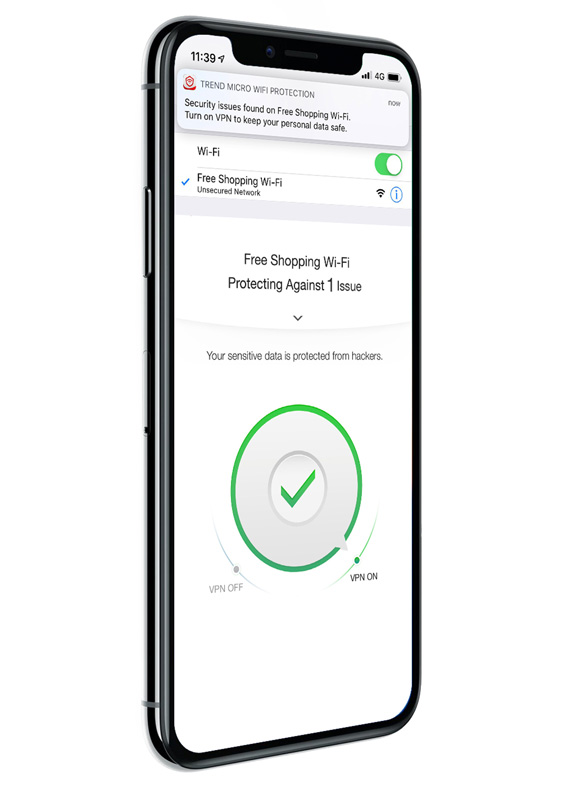 11:39
4G
TREND MICRO WIFI PROTECTION
now
Security issues found on Free Shopping Wi-Fi.
Turn on VPN to keep your personal data safe.
Wi-Fi
Free Shopping Wi-Fi
Unsecured Network
Free Shopping Wi-Fi
Protecting Against 1 Issue
Your sensitive data is protected from hackers.
VPN OFF
VPN ON